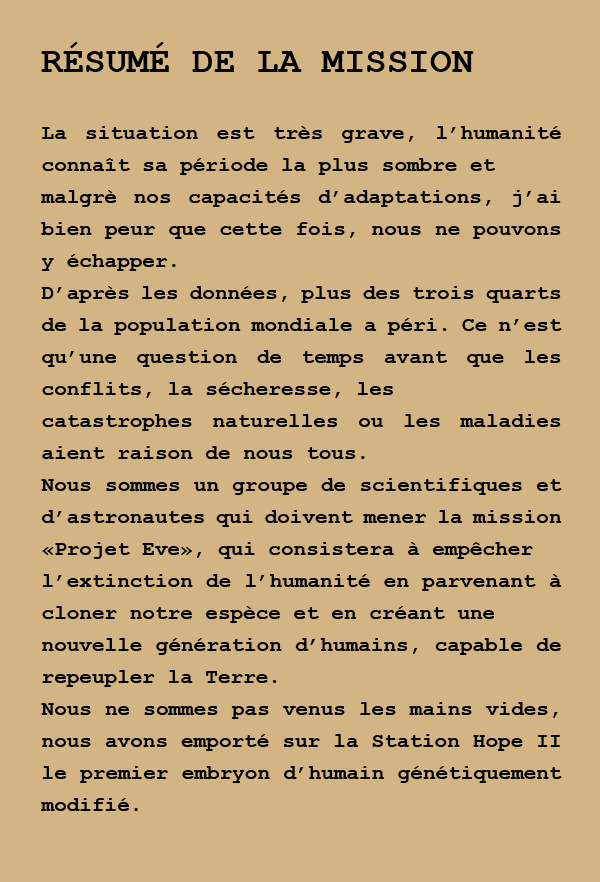 RÉSUMÉ DE LA MISSION
La situation est très grave, l’humanité
connaît sa période la plus sombre et
malgrè nos capacités d’adaptations, j’ai
bien peur que cette fois, nous ne pouvons
y échapper.
D’après les données, plus des trois quarts
de la population mondiale a péri. Ce n’est
qu’une question de temps avant que les
conflits, la sécheresse, les
catastrophes naturelles ou les maladies
aient raison de nous tous.
Nous sommes un groupe de scientifiques et
d’astronautes qui doivent mener la mission
«Projet Eve», qui consistera à empêcher
l’extinction de l’humanité en parvenant à
cloner notre espèce et en créant une
nouvelle génération d’humains, capable de
repeupler la Terre.
Nous ne sommes pas venus les mains vides,
nous avons emporté sur la Station Hope II
le premier embryon d’humain génétiquement
modifié.